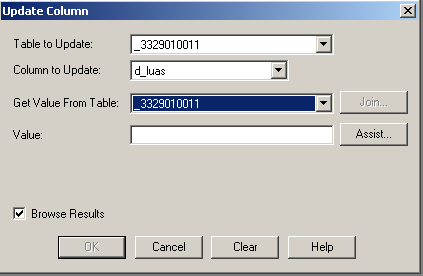 Update Column
Table to Update: _3329010011
Column to Update: d_luas
Get Value From Table: _3329010011 Join...
Value: Assist...
Browse Results
OK Cancel Clear Help